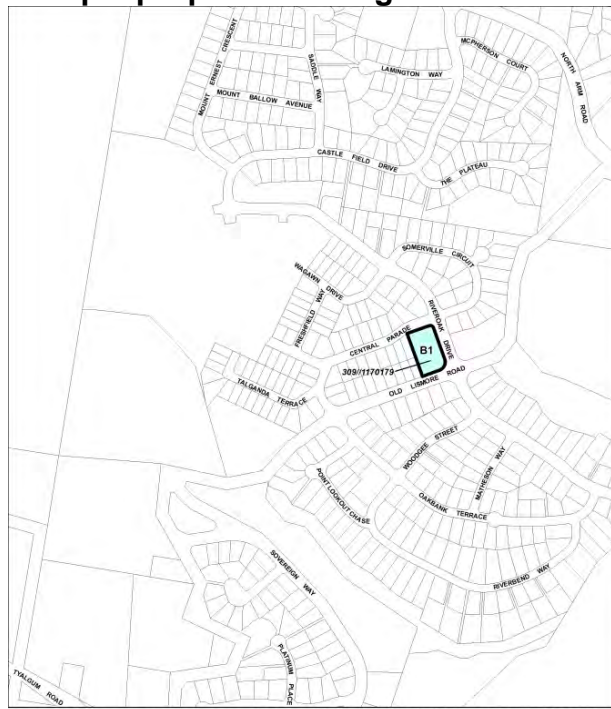 MOUNT ERNEST CRESCENT
SADDLE WAY
MCPHERSON COURT
NORTH ARM ROAD
LAMINGTON WAY
MOUNT BALLOW AVENUE
CASTLE FIELD DRIVE
THE PLATEAU
SOMERVILLE CIRCUIT
WAGAWN DRIVE
FRESHFIELD WAY
RIVEROAK DRIVE
CENTRAL PARADE
B1
309//1170179
OLD LISMORE ROAD
TALGANDA TERRACE
WOODGEE STREET
MATHESON WAY
POINT LOOKOUT CHASE
OAKBANK TERRACE
RIVERBEND WAY
SOVEREIGN WAY
PLATINUM PLACE
TYALGUM ROAD